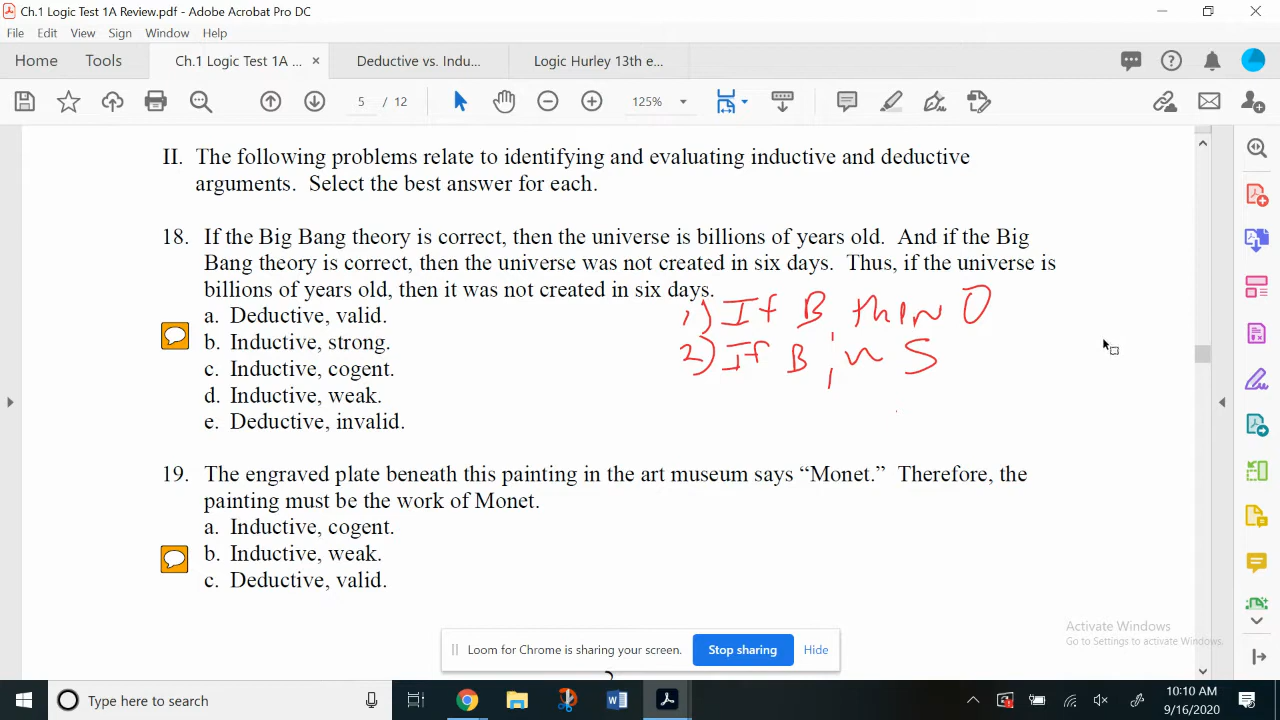 Ch.1 Logic Test 1A Review.pdf - Adobe Acrobat Pro DC
File Edit View Sign Window Help
Home Tools Ch.1 Logic Test 1A ... × Deductive vs. Indu... Logic Hurley 13th e...
5 / 12 125%
II. The following problems relate to identifying and evaluating inductive and deductive
arguments. Select the best answer for each.
18. If the Big Bang theory is correct, then the universe is billions of years old. And if the Big
Bang theory is correct, then the universe was not created in six days. Thus, if the universe is
billions of years old, then it was not created in six days.
1) If B then O
a. Deductive, valid.
b. Inductive, strong.
2) If B, ~ S
c. Inductive, cogent.
d. Inductive, weak.
e. Deductive, invalid.
19. The engraved plate beneath this painting in the art museum says “Monet.” Therefore, the
painting must be the work of Monet.
a. Inductive, cogent.
b. Inductive, weak.
c. Deductive, valid.
Activate Windows
Go to Settings to activate Windows.
Loom for Chrome is sharing your screen. Stop sharing Hide
Type here to search
10:10 AM
9/16/2020